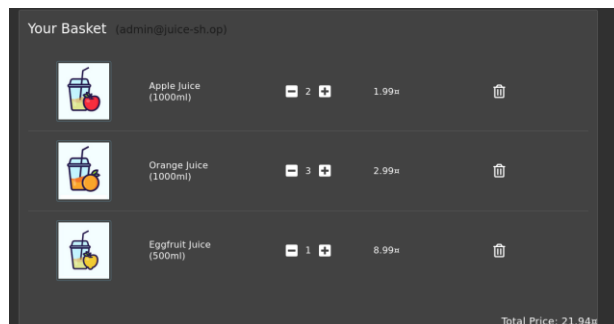 Your Basket (admin@juice-sh.op)
Apple Juice
(1000ml)
2
1.99¤
Orange Juice
(1000ml)
3
2.99¤
Eggfruit Juice
(500ml)
1
8.99¤
Total Price: 21.94¤